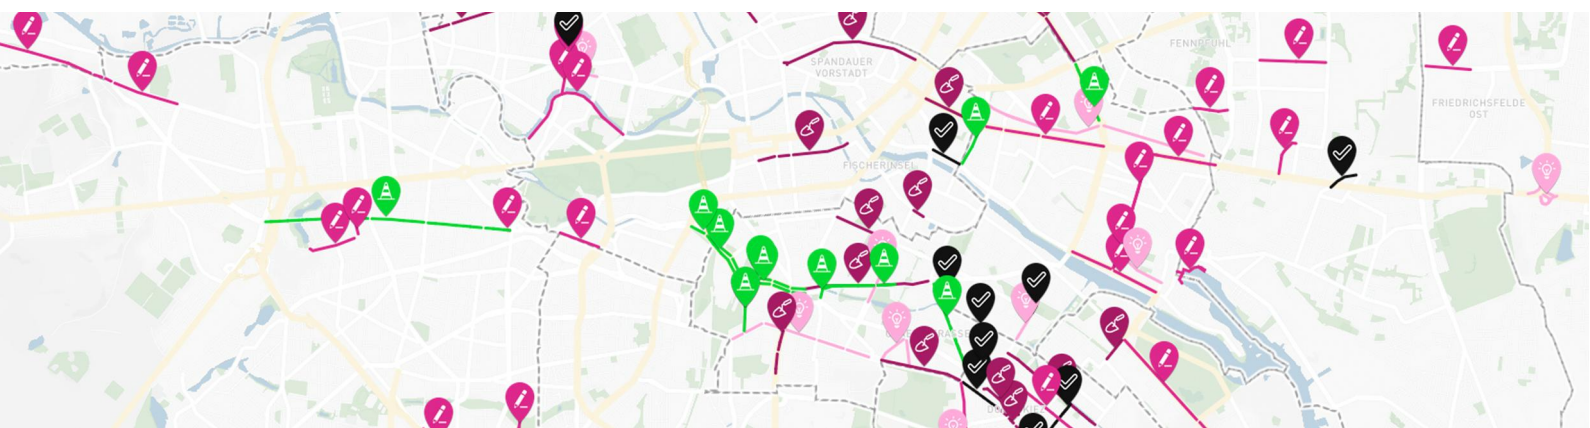 FENNPFUHL
SPANDAUER
VORSTADT
FRIEDRICHSFELDE
OST
FISCHERINSEL